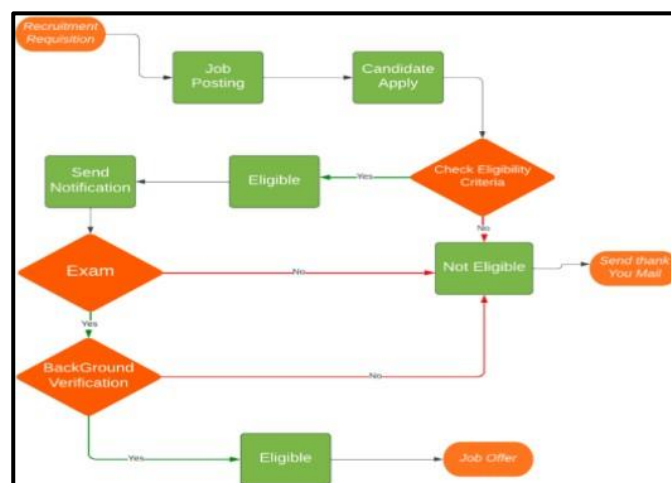 Recruitment
Requisition
Job
Posting
Candidate
Apply
Send
Notification
Eligible
Yes
Check Eligibility
Criteria
No
Exam
No
Not Eligible
Send thank
You Mail
Yes
BackGround
Verification
No
Yes
Eligible
Job Offer